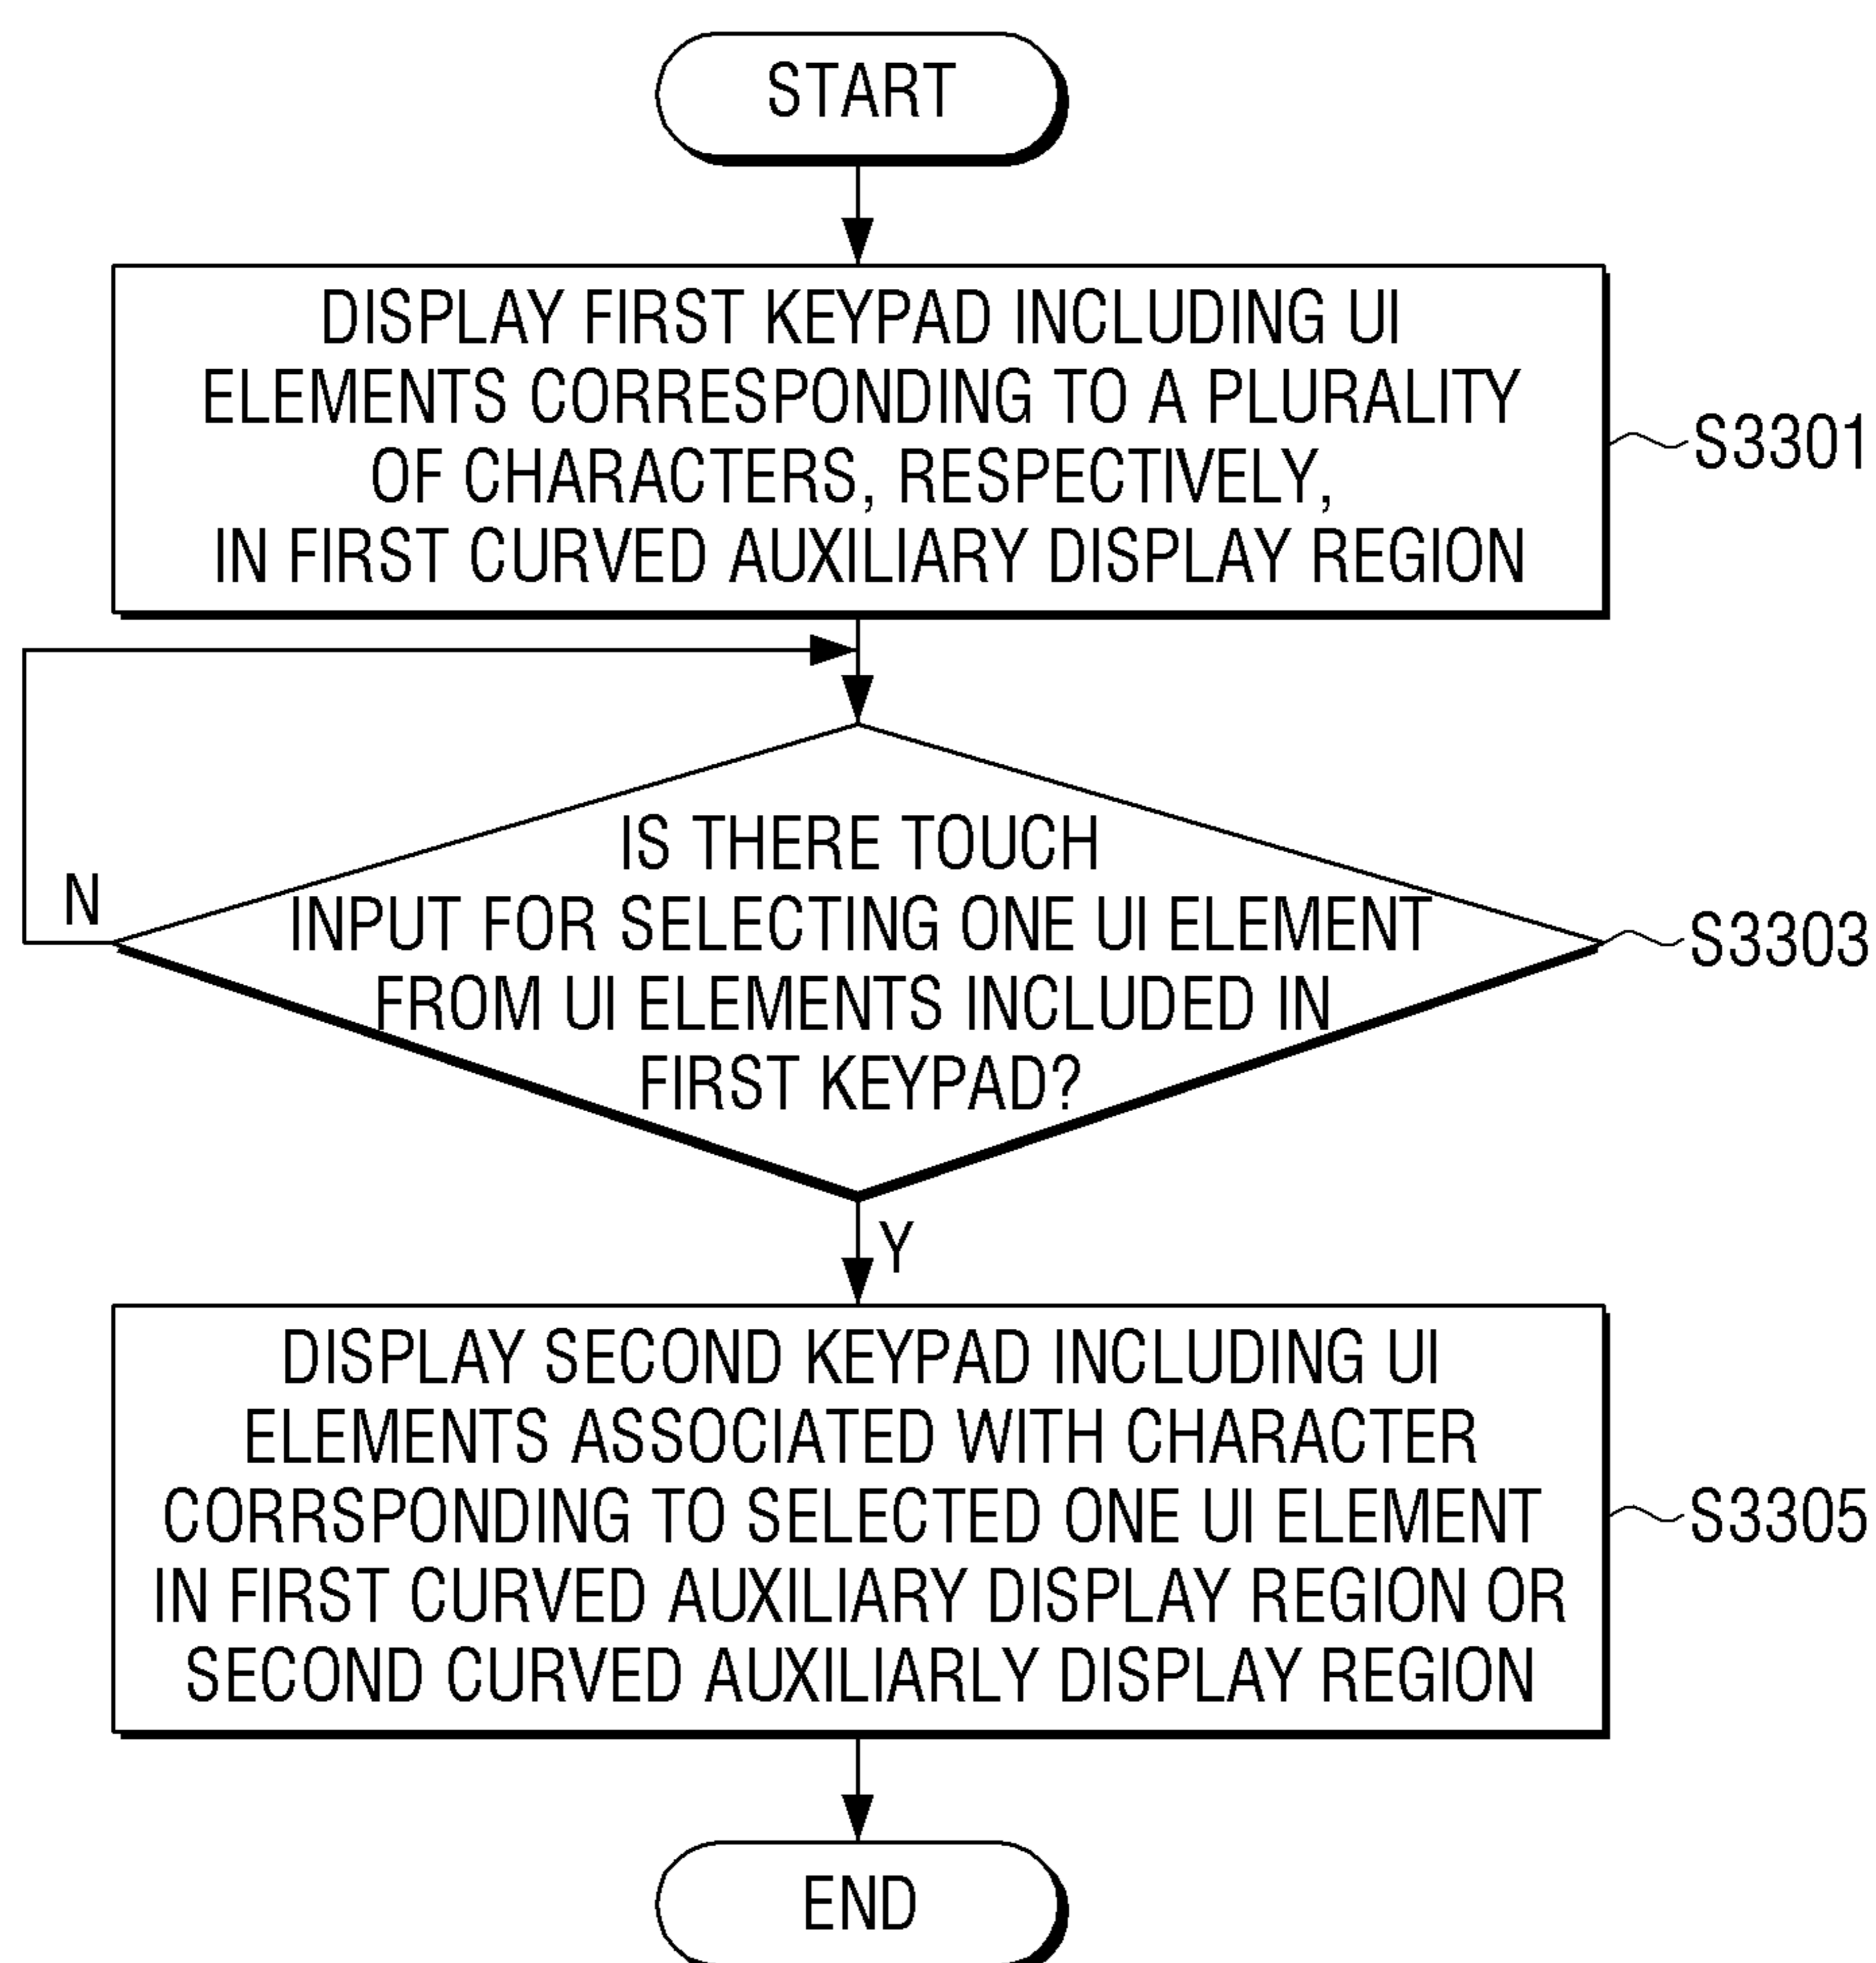 START
DISPLAY FIRST KEYPAD INCLUDING UI
ELEMENTS CORRESPONDING TO A PLURALITY
OF CHARACTERS, RESPECTIVELY,
IN FIRST CURVED AUXILIARY DISPLAY REGION
S3301
IS THERE TOUCH
N
INPUT FOR SELECTING ONE UI ELEMENT
S3303
FROM UI ELEMENTS INCLUDED IN
FIRST KEYPAD?
Y
DISPLAY SECOND KEYPAD INCLUDING UI
ELEMENTS ASSOCIATED WITH CHARACTER
CORRSPONDING TO SELECTED ONE UI ELEMENT
S3305
IN FIRST CURVED AUXILIARY DISPLAY REGION OR
SECOND CURVED AUXILIARLY DISPLAY REGION
END